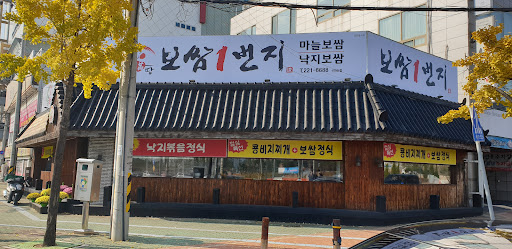 보쌈1번지
마늘보쌈
낙지보쌈
T.221-8688
보쌈1번지
낙지볶음정식
콩비지찌개 보쌈정식
콩비지찌개 보쌈정식